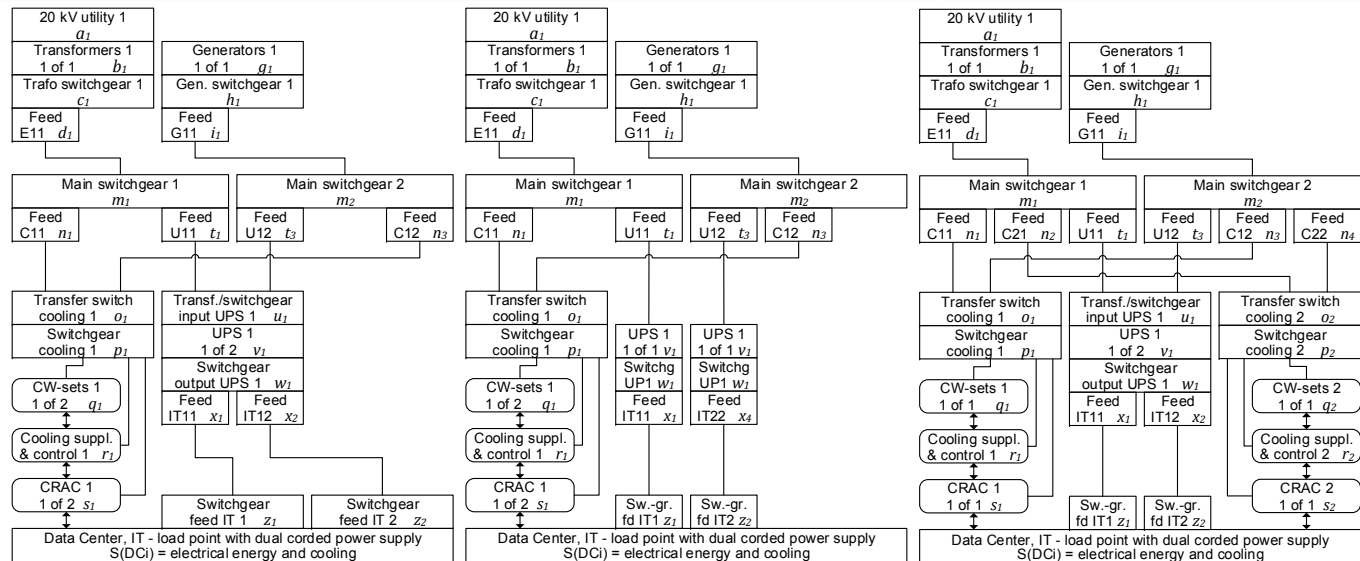 20 kV utility 1
a1
Transformers 1
1 of 1 b1
Trafo switchgear 1
c1
Feed
E11 d1
Generators 1
1 of 1 g1
Gen. switchgear 1
h1
Feed
G11 i1
Main switchgear 1
m1
Main switchgear 2
m2
Feed
C11 n1
Feed
U11 t1
Feed
U12 t3
Feed
C12 n3
Transfer switch
cooling 1 o1
Switchgear
cooling 1 p1
CW-sets 1
1 of 2 q1
Cooling suppl.
& control 1 r1
CRAC 1
1 of 2 s1
Transf./switchgear
input UPS 1 u1
UPS 1
1 of 2 v1
Switchgear
output UPS 1 w1
Feed
IT11 x1
Feed
IT12 x2
Switchgear
feed IT 1 z1
Switchgear
feed IT 2 z2
Data Center, IT - load point with dual corded power supply
S(DCi) = electrical energy and cooling
20 kV utility 1
a1
Transformers 1
1 of 1 b1
Trafo switchgear 1
c1
Feed
E11 d1
Generators 1
1 of 1 g1
Gen. switchgear 1
h1
Feed
G11 i1
Main switchgear 1
m1
Main switchgear 2
m2
Feed
C11 n1
Feed
U11 t1
Feed
U12 t3
Feed
C12 n3
Transfer switch
cooling 1 o1
Switchgear
cooling 1 p1
CW-sets 1
1 of 2 q1
Cooling suppl.
& control 1 r1
CRAC 1
1 of 2 s1
UPS 1
1 of 1 v1
Switchg
UP1 w1
Feed
IT11 x1
UPS 1
1 of 1 v1
Switchg
UP1 w1
Feed
IT22 x4
Sw.-gr.
fd IT1 z1
Sw.-gr.
fd IT2 z2
Data Center, IT - load point with dual corded power supply
S(DCi) = electrical energy and cooling
20 kV utility 1
a1
Transformers 1
1 of 1 b1
Trafo switchgear 1
c1
Feed
E11 d1
Generators 1
1 of 1 g1
Gen. switchgear 1
h1
Feed
G11 i1
Main switchgear 1
m1
Main switchgear 2
m2
Feed
C11 n1
Feed
C21 n2
Feed
U11 t1
Feed
U12 t3
Feed
C12 n3
Feed
C22 n4
Transfer switch
cooling 1 o1
Switchgear
cooling 1 p1
CW-sets 1
1 of 1 q1
Cooling suppl.
& control 1 r1
CRAC 1
1 of 1 s1
Transf./switchgear
input UPS 1 u1
UPS 1
1 of 2 v1
Switchgear
output UPS 1 w1
Feed
IT11 x1
Feed
IT12 x2
Sw.-gr.
fd IT1 z1
Sw.-gr.
fd IT2 z2
Transfer switch
cooling 2 o2
Switchgear
cooling 2 p2
CW-sets 2
1 of 1 q2
Cooling suppl.
& control 2 r2
CRAC 2
1 of 1 s2
Data Center, IT - load point with dual corded power supply
S(DCi) = electrical energy and cooling